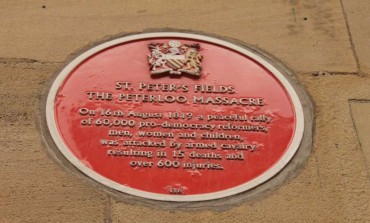 ST. PETER'S FIELDS
THE PETERLOO MASSACRE
On 16th August 1819 a peaceful rally
of 60,000 pro-democracy reformers,
men, women and children,
was attacked by armed cavalry
resulting in 15 deaths and
over 600 injuries.